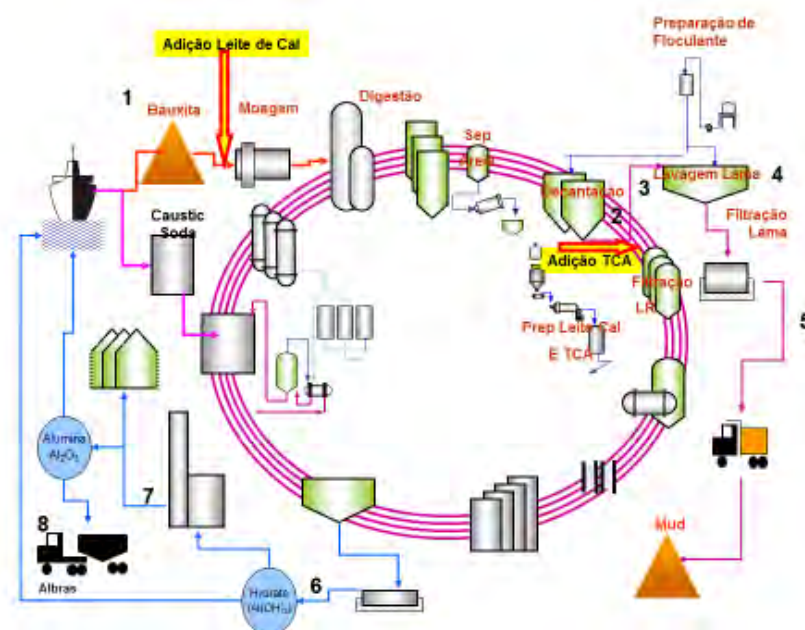 Adição Leite de Cal
Preparação de
Floculante
1
Bauxita
Moagem
Digestão
Sep
Areia
Decantação
2
3
Lavagem Lama
4
Filtração
Lama
Caustic
Soda
Adição TCA
Filtração
LR
Prep Leite Cal
E TCA
5
Alumina
Al₂O₃
7
8
Albras
Mud
6
Hydrate
(Al(OH)₃)